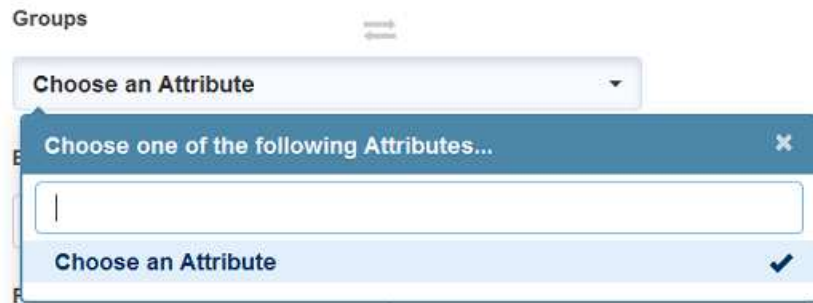 Groups
Choose an Attribute
Choose one of the following Attributes...
Choose an Attribute